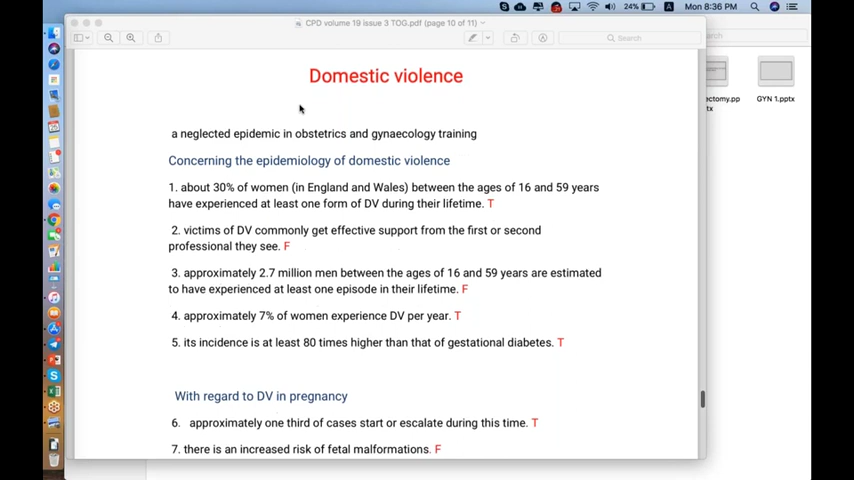 24%
A
Mon 8:36 PM
CPD volume 19 issue 3 TOG.pdf (page 10 of 11)
Search
Domestic violence
a neglected epidemic in obstetrics and gynaecology training
Concerning the epidemiology of domestic violence
1. about 30% of women (in England and Wales) between the ages of 16 and 59 years
have experienced at least one form of DV during their lifetime. T
2. victims of DV commonly get effective support from the first or second
professional they see. F
3. approximately 2.7 million men between the ages of 16 and 59 years are estimated
to have experienced at least one episode in their lifetime. F
4. approximately 7% of women experience DV per year. T
5. its incidence is at least 80 times higher than that of gestational diabetes. T
With regard to DV in pregnancy
6. approximately one third of cases start or escalate during this time. T
7. there is an increased risk of fetal malformations. F
ectomy.pp
tx
GYN 1.pptx